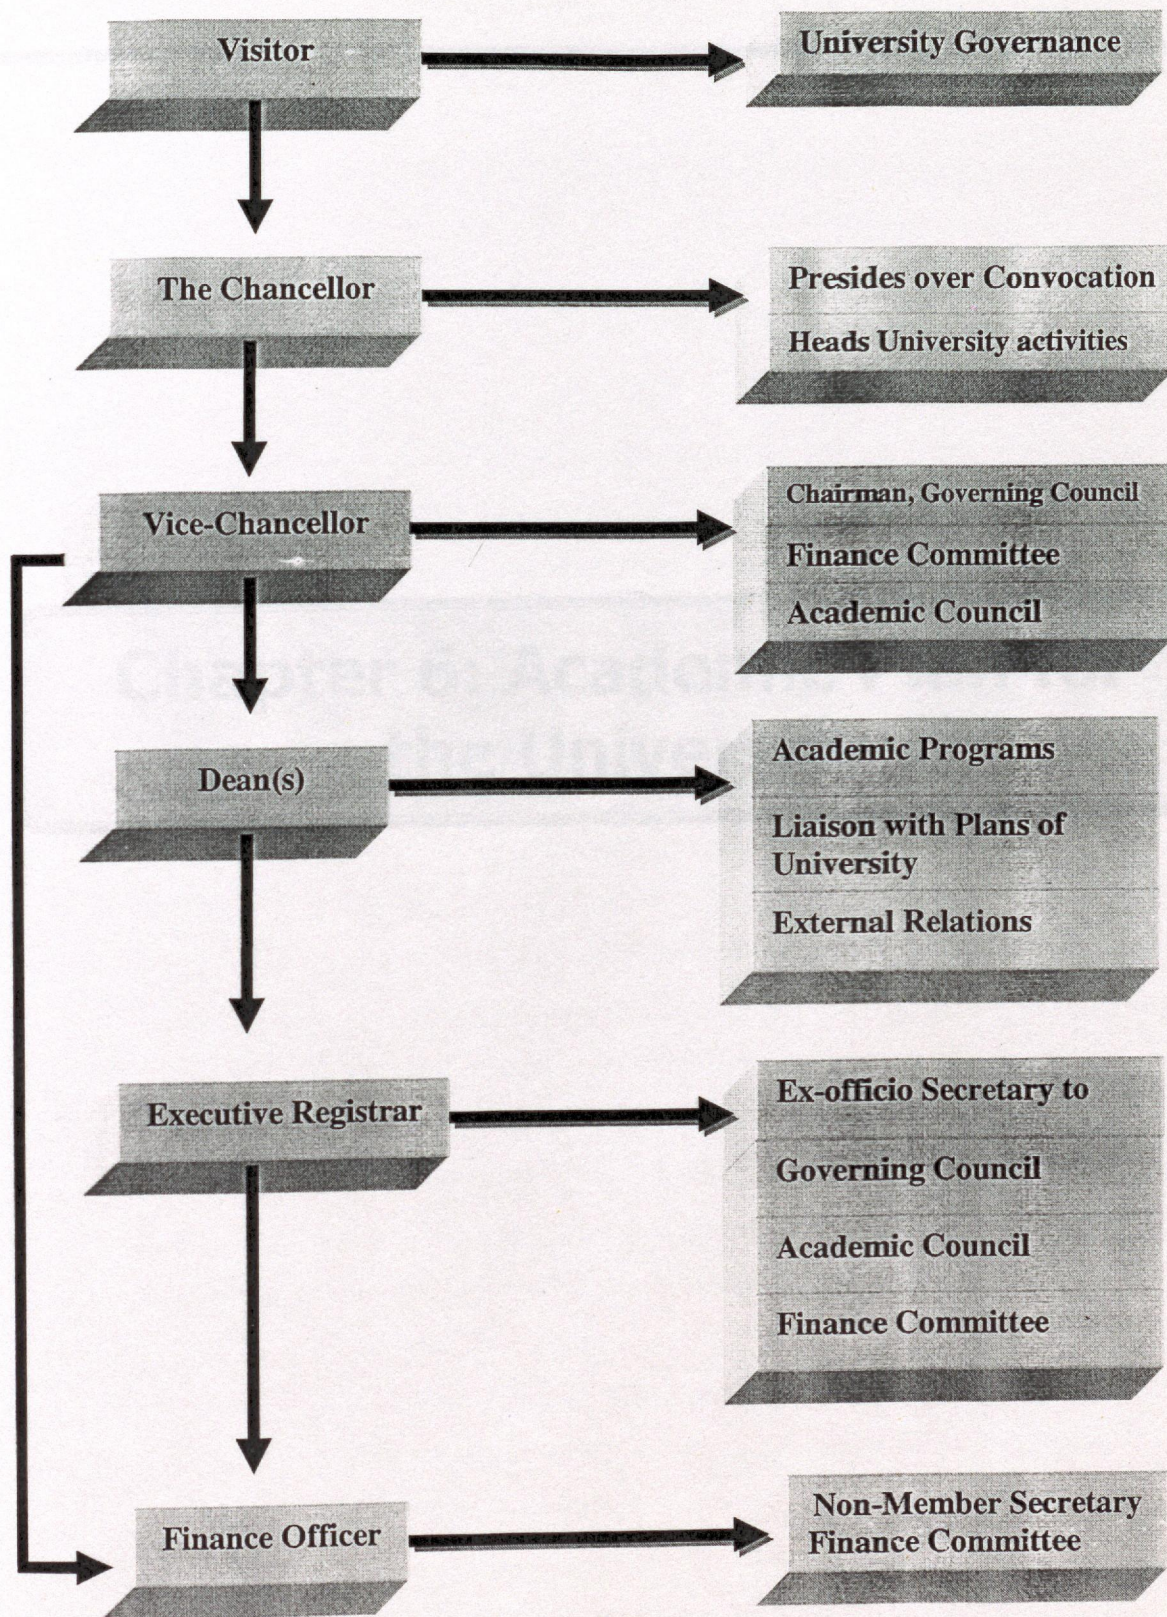 Visitor
University Governance
The Chancellor
Presides over Convocation
Heads University activities
Vice-Chancellor
Chairman, Governing Council
Finance Committee
Academic Council
Dean(s)
Academic Programs
Liaison with Plans of
University
External Relations
Executive Registrar
Ex-officio Secretary to
Governing Council
Academic Council
Finance Committee
Finance Officer
Non-Member Secretary
Finance Committee